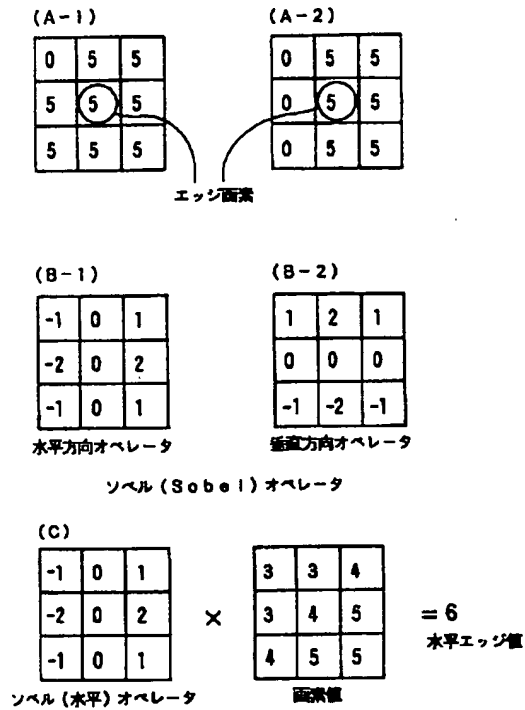 (A-1) (A-2)
0 5 5 0 5 5
5 5 5 0 5 5
5 5 5 0 5 5
エッジ画素
(B-1) (B-2)
-1 0 1 1 2 1
-2 0 2 0 0 0
-1 0 1 -1 -2 -1
水平方向オペレータ 垂直方向オペレータ
ソベル(Sobel)オペレータ
(C)
-1 0 1 3 3 4
-2 0 2 × 3 4 5 =6
-1 0 1 4 5 5 水平エッジ値
ソベル(水平)オペレータ 画素値